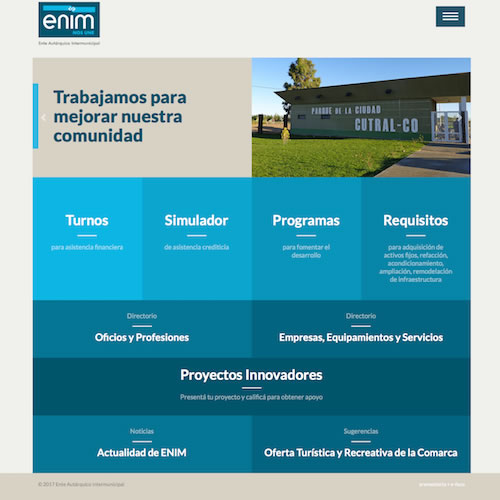 enim
NOS UNE
Ente Autárquico Intermunicipal
Trabajamos para
mejorar nuestra
comunidad
PARQUE DE LA CIUDAD
CUTRAL-CO
Turnos
para asistencia financiera
Simulador
de asistencia crediticia
Programas
para fomentar el
desarrollo
Requisitos
para adquisición de
activos fijos, refacción,
acondicionamiento,
ampliación, remodelación
de infraestructura
Directorio
Oficios y Profesiones
Directorio
Empresas, Equipamientos y Servicios
Proyectos Innovadores
Presentá tu proyecto y calificá para obtener apoyo
Noticias
Actualidad de ENIM
Sugerencias
Oferta Turística y Recreativa de la Comarca
© 2017 Ente Autárquico Intermunicipal